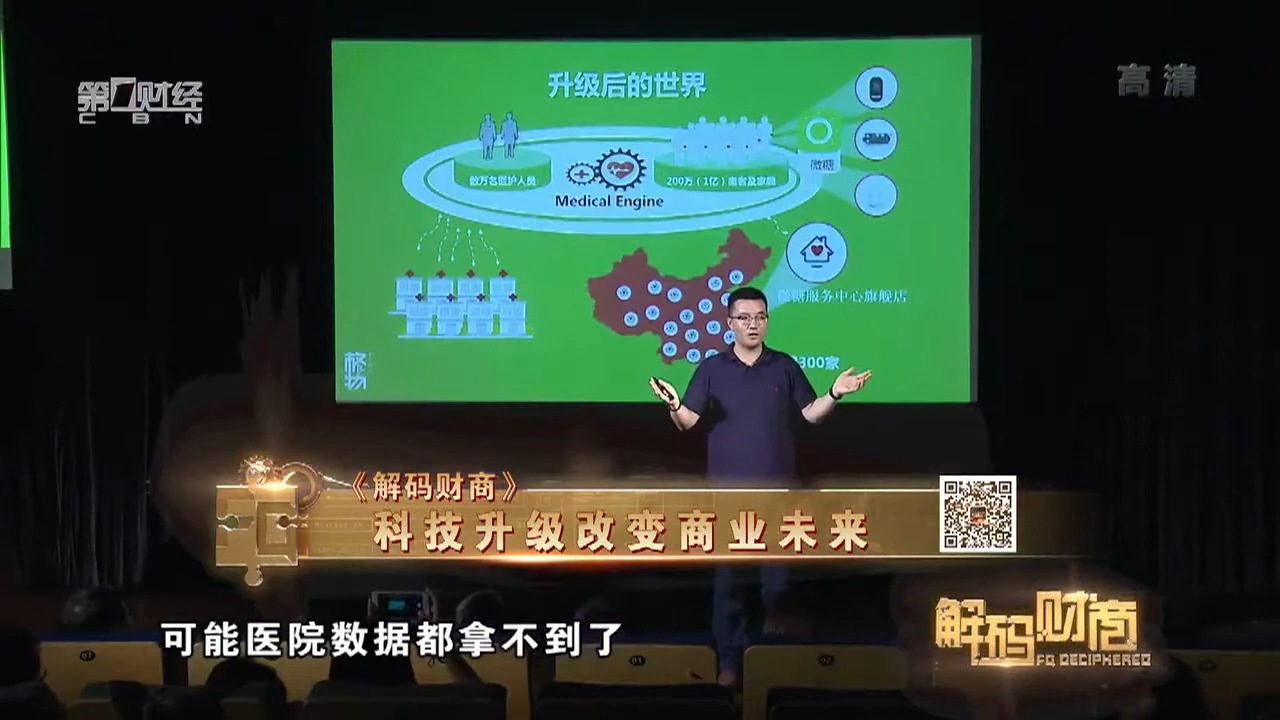 第一财经
CBN
高清
升级后的世界
微糖
数万名医护人员
200万（1亿）患者及家庭
Medical Engine
微糖服务中心旗舰店
300家
格物
《解码财商》
科技升级改变商业未来
可能医院数据都拿不到了
解码财商
FQ DECIPHERED